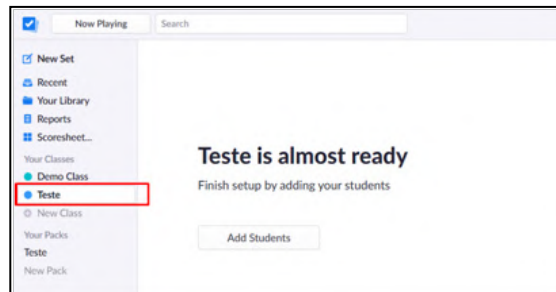 Now Playing
Search
New Set
Recent
Your Library
Reports
Scoresheet...
Your Classes
Demo Class
Teste
New Class
Your Packs
Teste
New Pack
Teste is almost ready
Finish setup by adding your students
Add Students